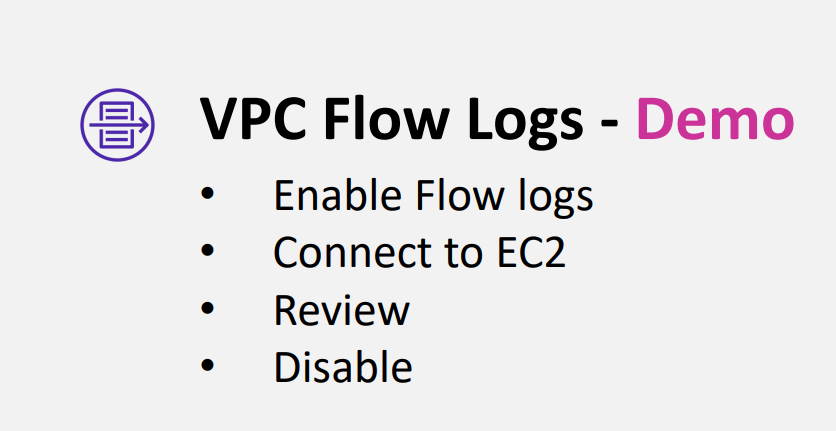 VPC Flow Logs - Demo
• Enable Flow logs
• Connect to EC2
• Review
• Disable